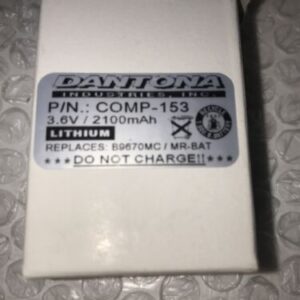 DANTONA
INDUSTRIES, INC.
P/N.: COMP-153
3.6V / 2100mAh
LITHIUM
REPLACES: B9670MC / MR-BAT
***DO NOT CHARGE!!***